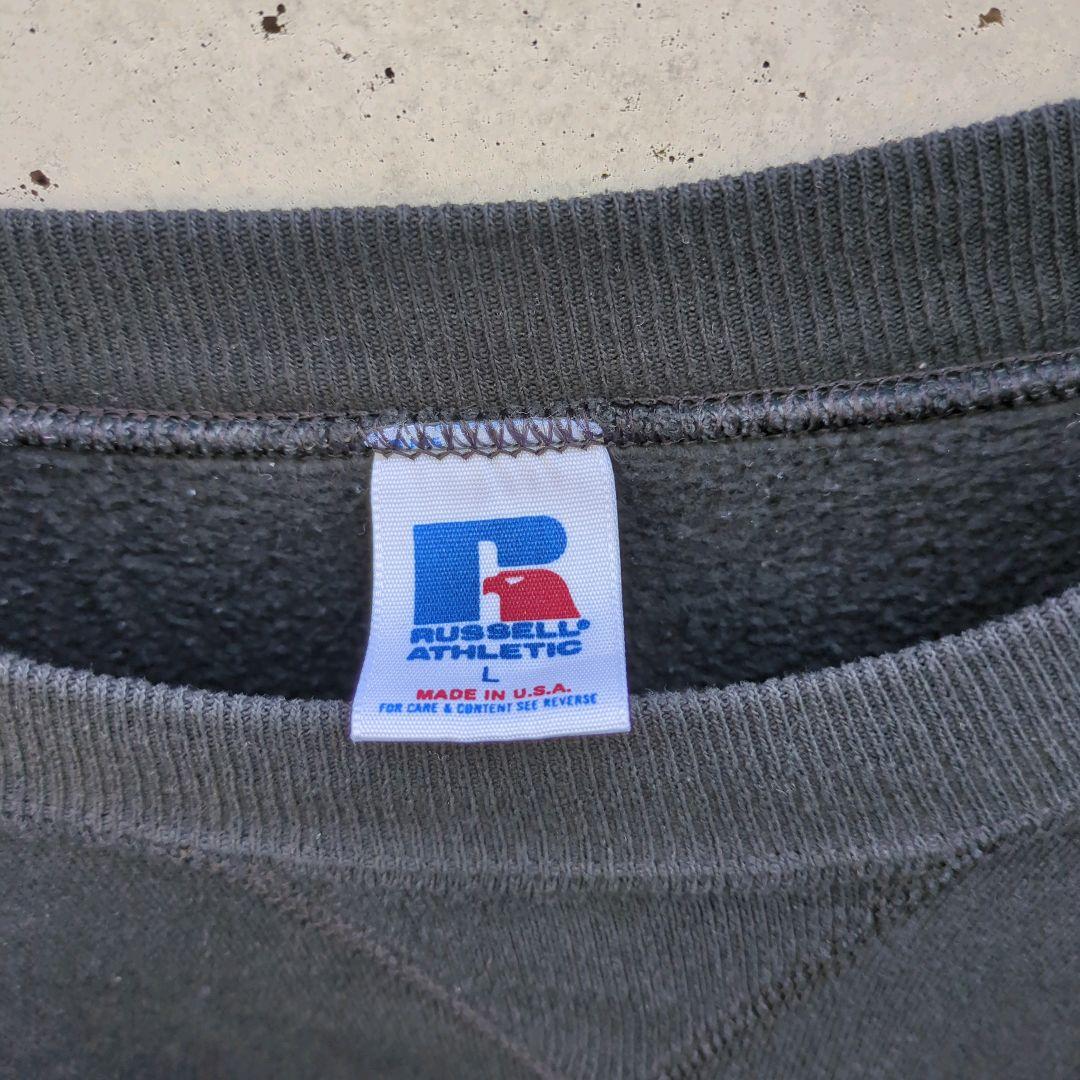 R
RUSSELL®
ATHLETIC
L
MADE IN U.S.A.
FOR CARE & CONTENT SEE REVERSE